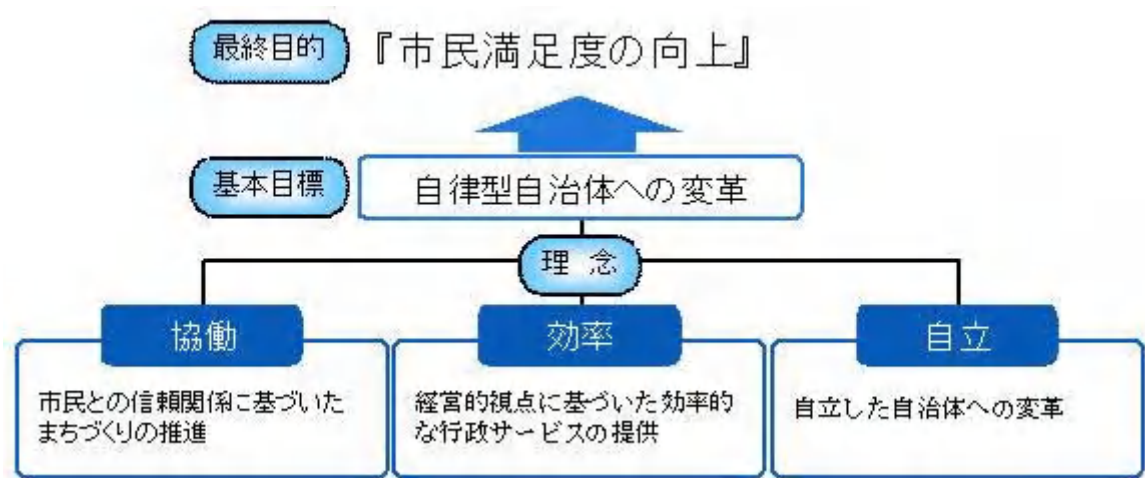 最終目的
『市民満足度の向上』
基本目標
自律型自治体への変革
理 念
協働
市民との信頼関係に基づいた
まちづくりの推進
効率
経営的視点に基づいた効率的
な行政サービスの提供
自立
自立した自治体への変革